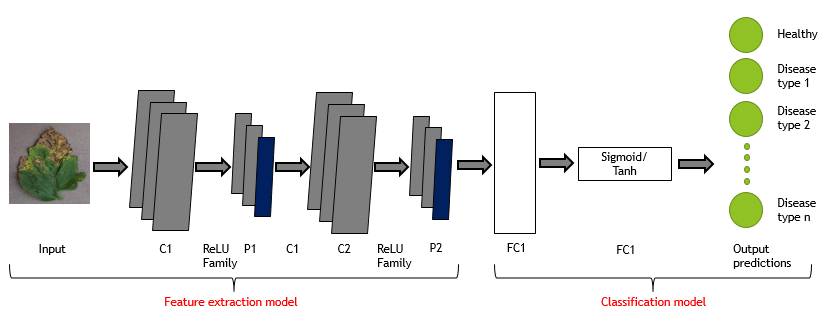 Healthy
Disease
type 1
Disease
type 2
Sigmoid/
Tanh
Disease
type n
Input
C1
ReLU
Family
P1
C1
C2
ReLU
Family
P2
FC1
FC1
Output
predictions
Feature extraction model
Classification model